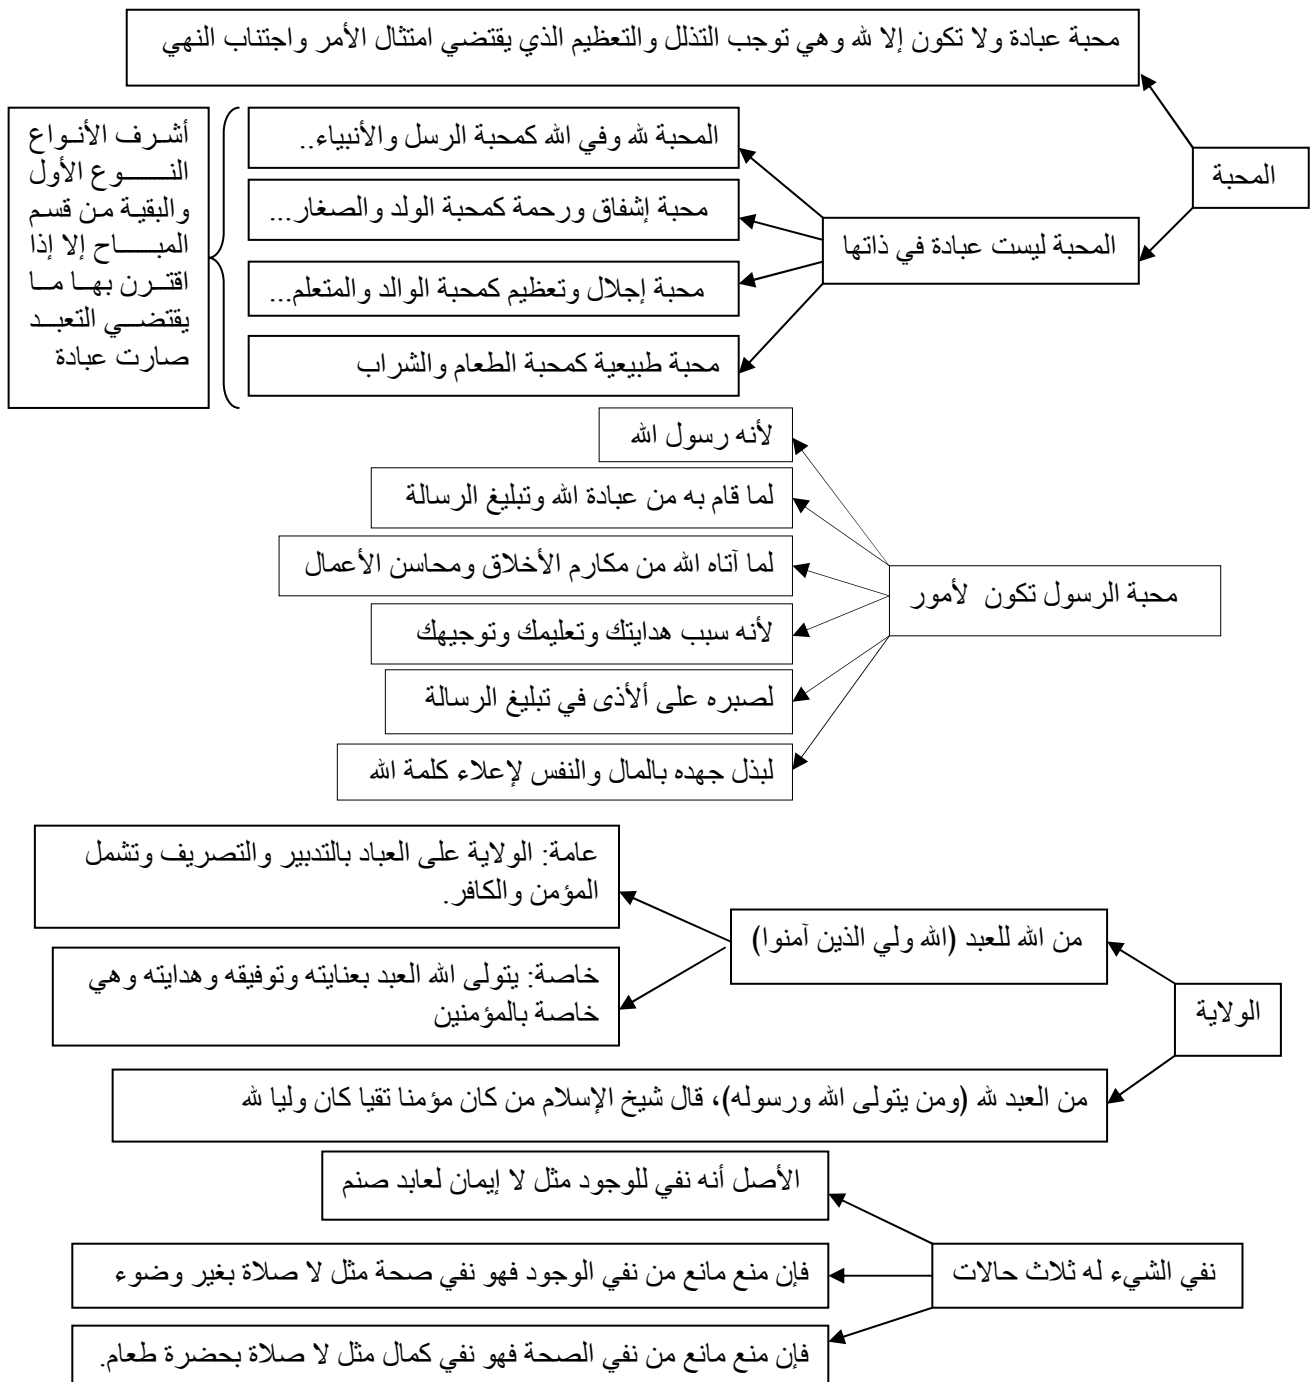 محبة عبادة ولا تكون إلا لله وهي توجب التذلل والتعظيم الذي يقتضي امتثال الأمر واجتناب النهي
المحبة
المحبة ليست عبادة في ذاتها
المحبة لله وفي الله كمحبة الرسل والأنبياء..
محبة إشفاق ورحمة كمحبة الولد والصغار...
محبة إجلال وتعظيم كمحبة الوالد والمتعلم...
محبة طبيعية كمحبة الطعام والشراب
أشرف الأنواع
النوع الأول
والبقية من قسم
المباح إلا إذا
اقترن بها ما
يقتضي التعبد
صارت عبادة
محبة الرسول تكون لأمور
لأنه رسول الله
لما قام به من عبادة الله وتبليغ الرسالة
لما آتاه الله من مكارم الأخلاق ومحاسن الأعمال
لأنه سبب هدايتك وتعليمك وتوجيهك
لصبره على ألأذى في تبليغ الرسالة
لبذل جهده بالمال والنفس لإعلاء كلمة الله
الولاية
من الله للعبد (الله ولي الذين آمنوا)
عامة: الولاية على العباد بالتدبير والتصريف وتشمل
المؤمن والكافر.
خاصة: يتولى الله العبد بعنايته وتوفيقه وهدايته وهي
خاصة بالمؤمنين
من العبد لله (ومن يتولى الله ورسوله)، قال شيخ الإسلام من كان مؤمنا تقيا كان وليا لله
نفي الشيء له ثلاث حالات
الأصل أنه نفي للوجود مثل لا إيمان لعابد صنم
فإن منع مانع من نفي الوجود فهو نفي صحة مثل لا صلاة بغير وضوء
فإن منع مانع من نفي الصحة فهو نفي كمال مثل لا صلاة بحضرة طعام.